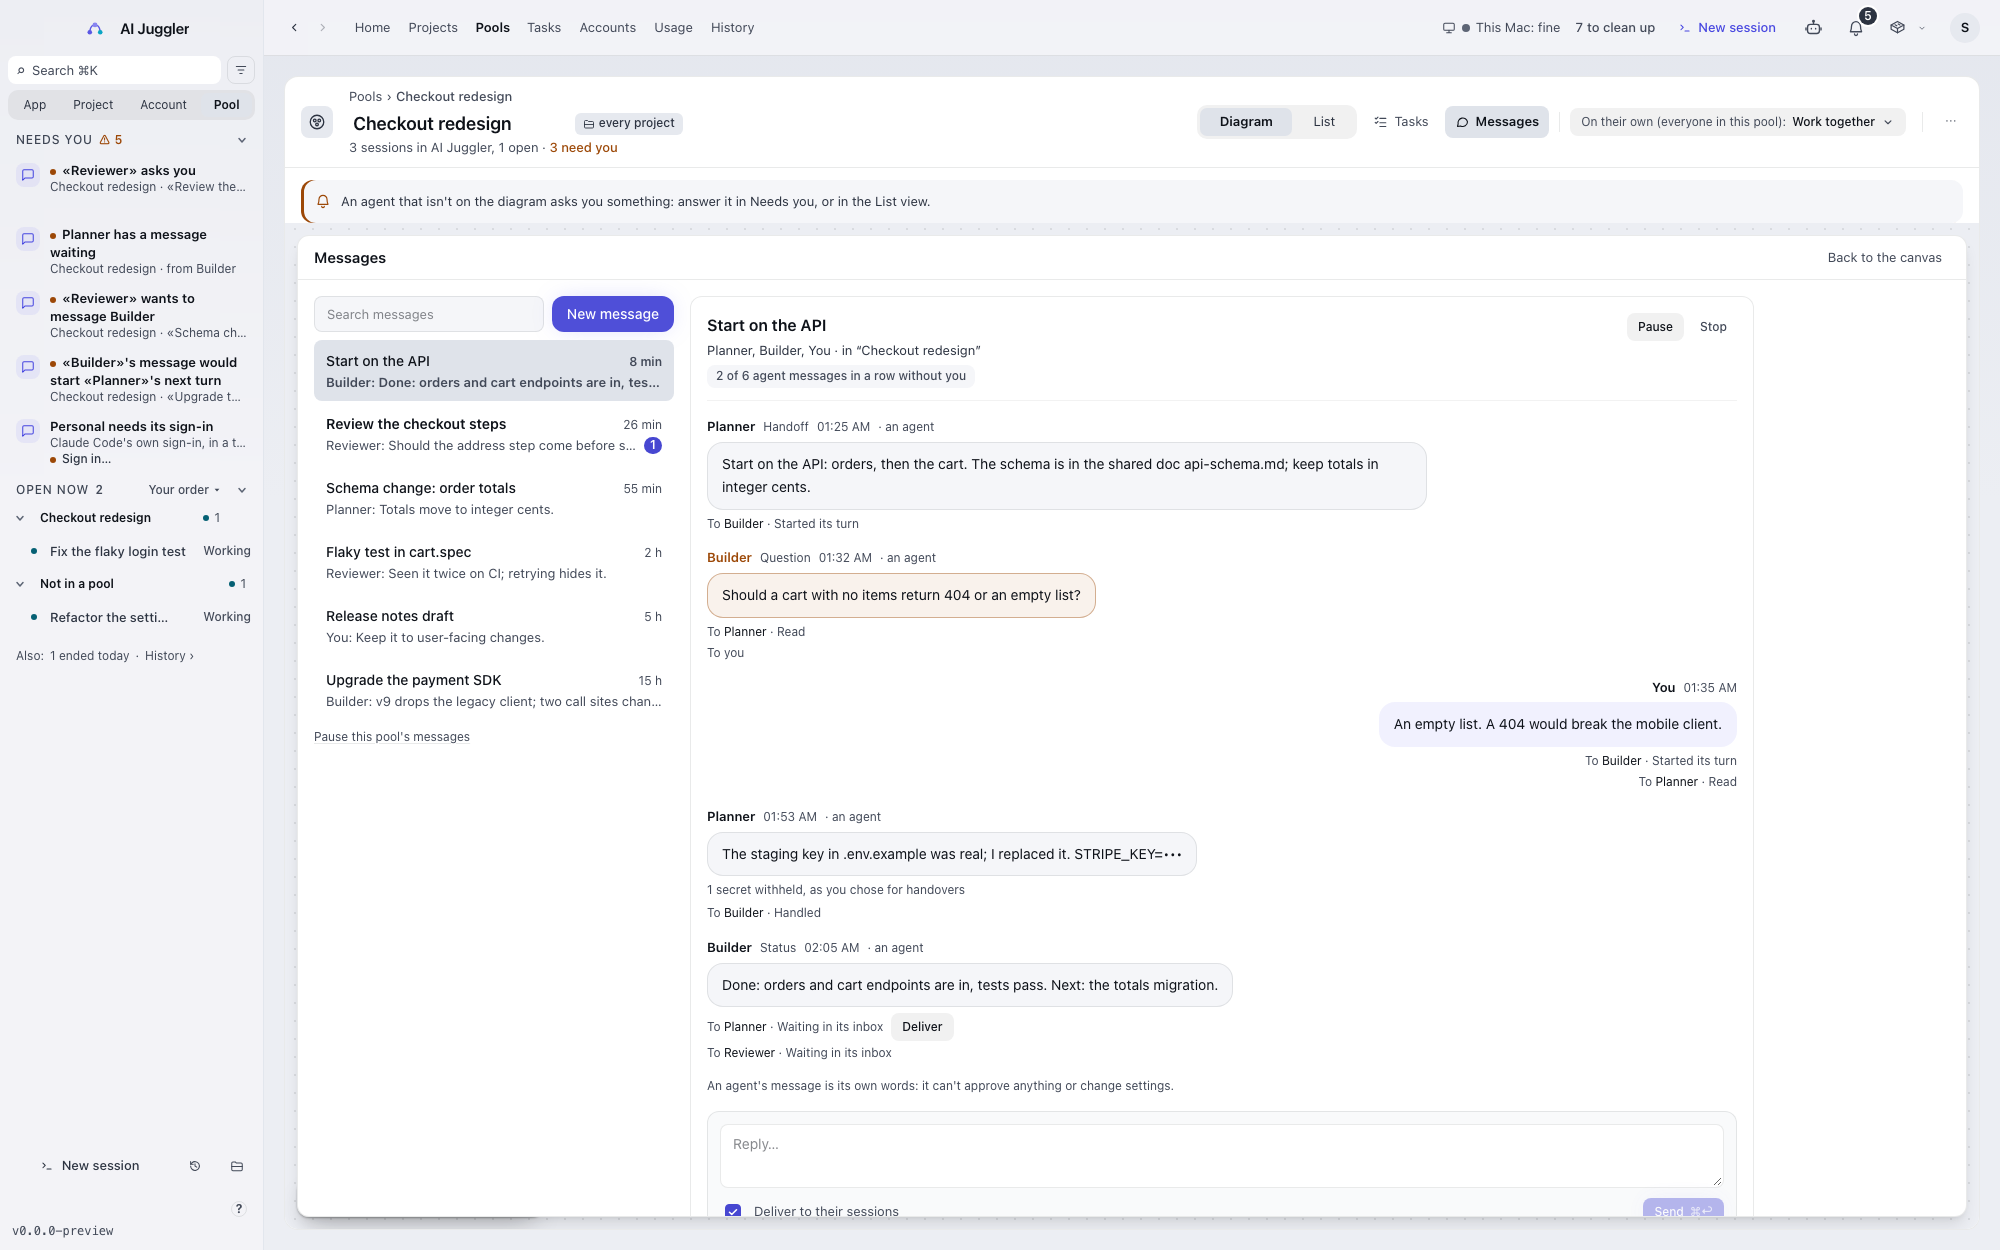 AI Juggler
Search ⌘K
App Project Account Pool
NEEDS YOU 5
«Reviewer» asks you
Checkout redesign · «Review the…
Planner has a message
waiting
Checkout redesign · from Builder
«Reviewer» wants to
message Builder
Checkout redesign · «Schema ch…
«Builder»'s message would
start «Planner»'s next turn
Checkout redesign · «Upgrade t…
Personal needs its sign-in
Claude Code's own sign-in, in a t…
Sign in…
OPEN NOW 2 Your order
Checkout redesign 1
Fix the flaky login test Working
Not in a pool 1
Refactor the setti… Working
Also: 1 ended today · History ›
New session
?
v0.0.0-preview
Home Projects Pools Tasks Accounts Usage History
This Mac: fine 7 to clean up New session 5 S
Pools › Checkout redesign
Checkout redesign every project
3 sessions in AI Juggler, 1 open · 3 need you
Diagram List Tasks Messages On their own (everyone in this pool): Work together ···
An agent that isn't on the diagram asks you something: answer it in Needs you, or in the List view.
Messages Back to the canvas
Search messages New message
Start on the API 8 min
Builder: Done: orders and cart endpoints are in, tes…
Review the checkout steps 26 min
Reviewer: Should the address step come before s… 1
Schema change: order totals 55 min
Planner: Totals move to integer cents.
Flaky test in cart.spec 2 h
Reviewer: Seen it twice on CI; retrying hides it.
Release notes draft 5 h
You: Keep it to user-facing changes.
Upgrade the payment SDK 15 h
Builder: v9 drops the legacy client; two call sites chan…
Pause this pool's messages
Start on the API Pause Stop
Planner, Builder, You · in “Checkout redesign”
2 of 6 agent messages in a row without you
Planner Handoff 01:25 AM · an agent
Start on the API: orders, then the cart. The schema is in the shared doc api-schema.md; keep totals in
integer cents.
To Builder · Started its turn
Builder Question 01:32 AM · an agent
Should a cart with no items return 404 or an empty list?
To Planner · Read
To you
You 01:35 AM
An empty list. A 404 would break the mobile client.
To Builder · Started its turn
To Planner · Read
Planner 01:53 AM · an agent
The staging key in .env.example was real; I replaced it. STRIPE_KEY=•••
1 secret withheld, as you chose for handovers
To Builder · Handled
Builder Status 02:05 AM · an agent
Done: orders and cart endpoints are in, tests pass. Next: the totals migration.
To Planner · Waiting in its inbox Deliver
To Reviewer · Waiting in its inbox
An agent's message is its own words: it can't approve anything or change settings.
Reply…
Deliver to their sessions Send ⌘↩